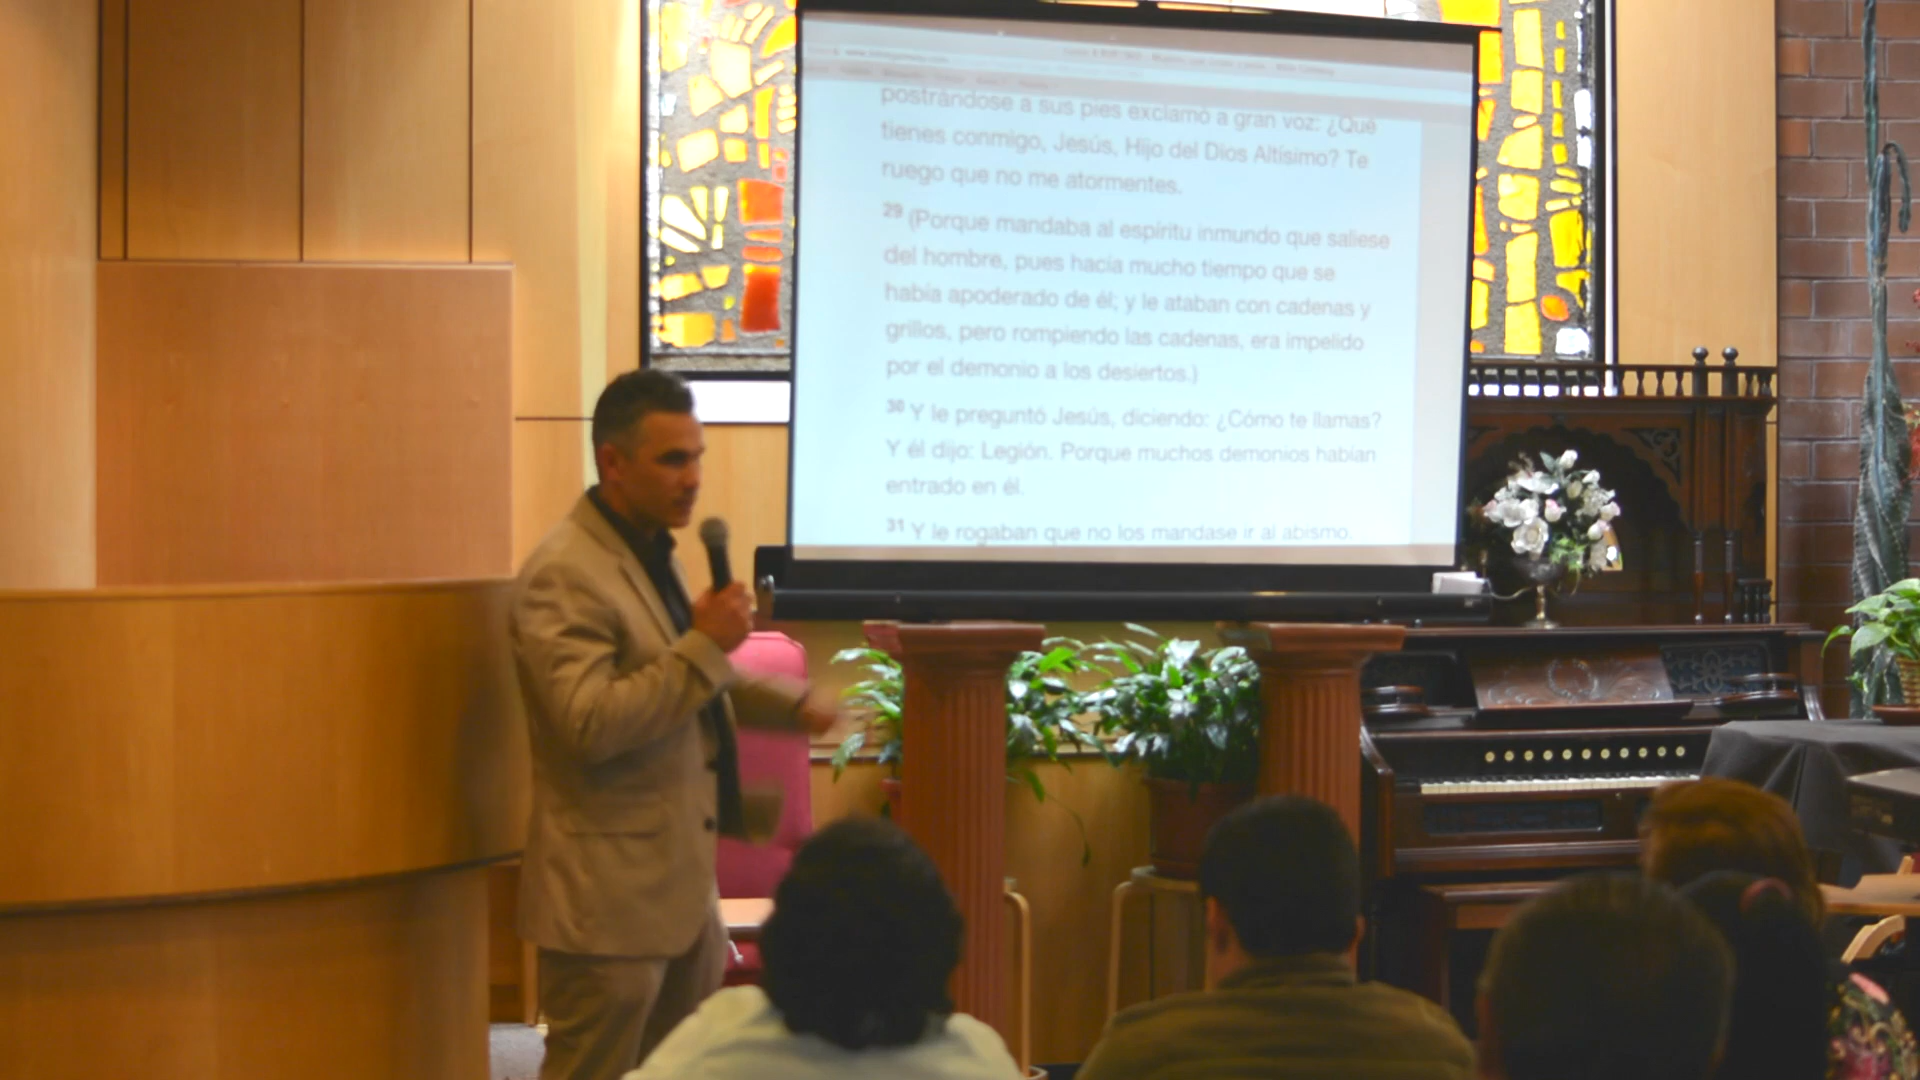 postrándose a sus pies exclamó a gran voz: ¿Qué
tienes conmigo, Jesús, Hijo del Dios Altísimo? Te
ruego que no me atormentes.
29 (Porque mandaba al espíritu inmundo que saliese
del hombre, pues hacía mucho tiempo que se
había apoderado de él; y le ataban con cadenas y
grillos, pero rompiendo las cadenas, era impelido
por el demonio a los desiertos.)
30 Y le preguntó Jesús, diciendo: ¿Cómo te llamas?
Y él dijo: Legión. Porque muchos demonios habían
entrado en él.
31 Y le rogaban que no los mandase ir al abismo.